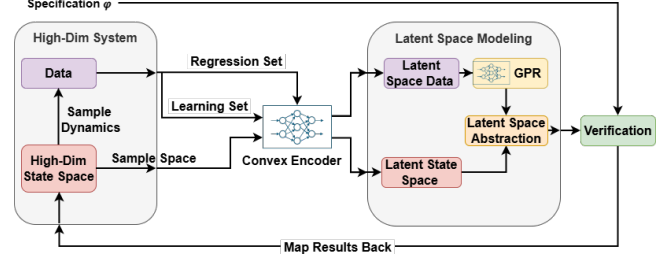 Specification φ
High-Dim System
Latent Space Modeling
Data
Regression Set
Latent
Space Data
GPR
Sample
Dynamics
Learning Set
Latent Space
Abstraction
Verification
High-Dim
State Space
Sample Space
Convex Encoder
Latent State
Space
Map Results Back